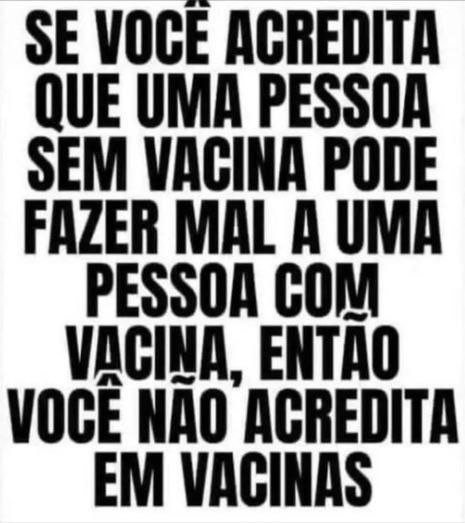 SE VOCÊ ACREDITA
QUE UMA PESSOA
SEM VACINA PODE
FAZER MAL A UMA
PESSOA COM
VACINA, ENTÃO
VOCÊ NÃO ACREDITA
EM VACINAS